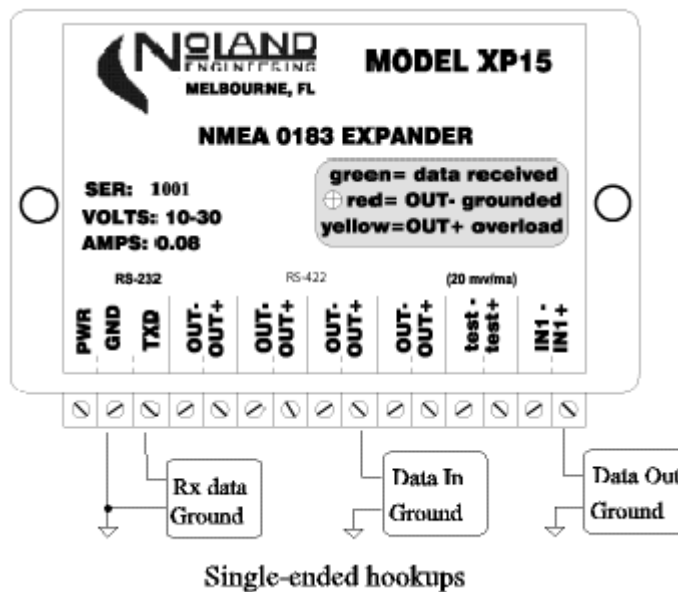 NOLAND
ENGINEERING
MELBOURNE, FL
MODEL XP15
NMEA 0183 EXPANDER
SER: 1001
VOLTS: 10-30
AMPS: 0.08
green= data received
red= OUT- grounded
yellow=OUT+ overload
RS-232
RS-422
(20 mv/ma)
PWR
GND
TXD
OUT-
OUT+
OUT-
OUT+
OUT-
OUT+
OUT-
OUT+
test -
test+
IN1 -
IN1+
Rx data
Ground
Data In
Ground
Data Out
Ground
Single-ended hookups